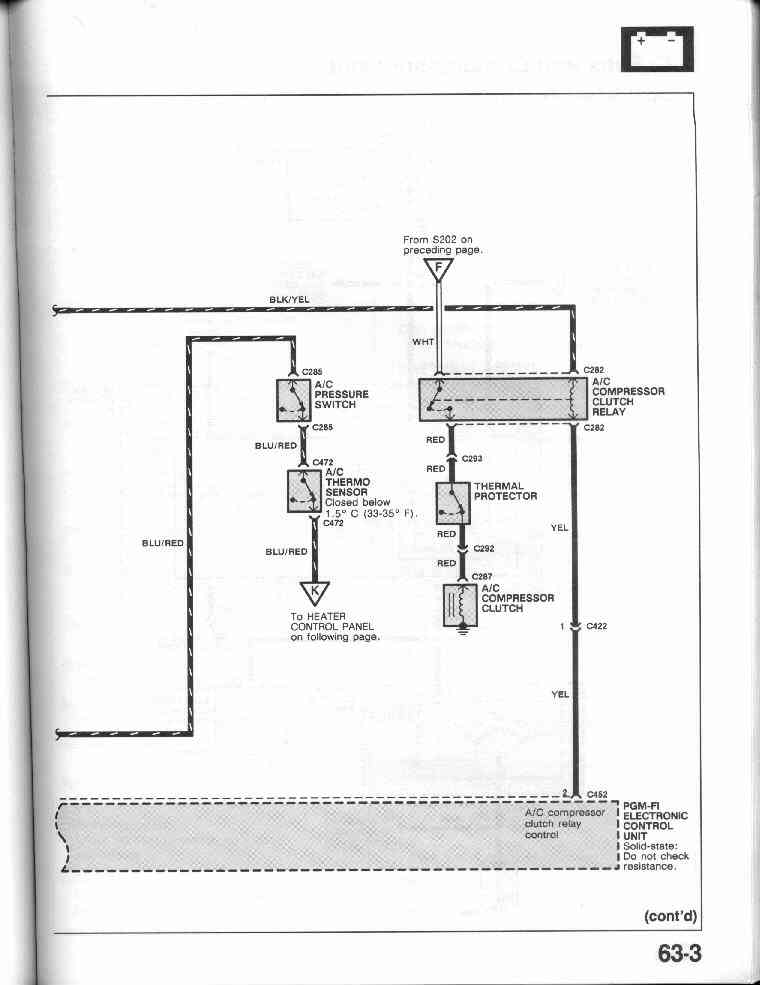 + -
From S202 on
preceding page.
F
BLK/YEL
WHT
C285
A/C
PRESSURE
SWITCH
C285
C282
A/C
COMPRESSOR
CLUTCH
RELAY
C282
BLU/RED
RED
C292
RED
C472
A/C
THERMO
SENSOR
Closed below
1.5° C (33-35° F).
C472
THERMAL
PROTECTOR
YEL
BLU/RED
BLU/RED
RED
C292
RED
C287
A/C
COMPRESSOR
CLUTCH
K
To HEATER
CONTROL PANEL
on following page.
1 C422
YEL
2 C452
A/C compressor
clutch relay
control
PGM-FI
ELECTRONIC
CONTROL
UNIT
Solid-state:
Do not check
resistance.
(cont'd)
63-3